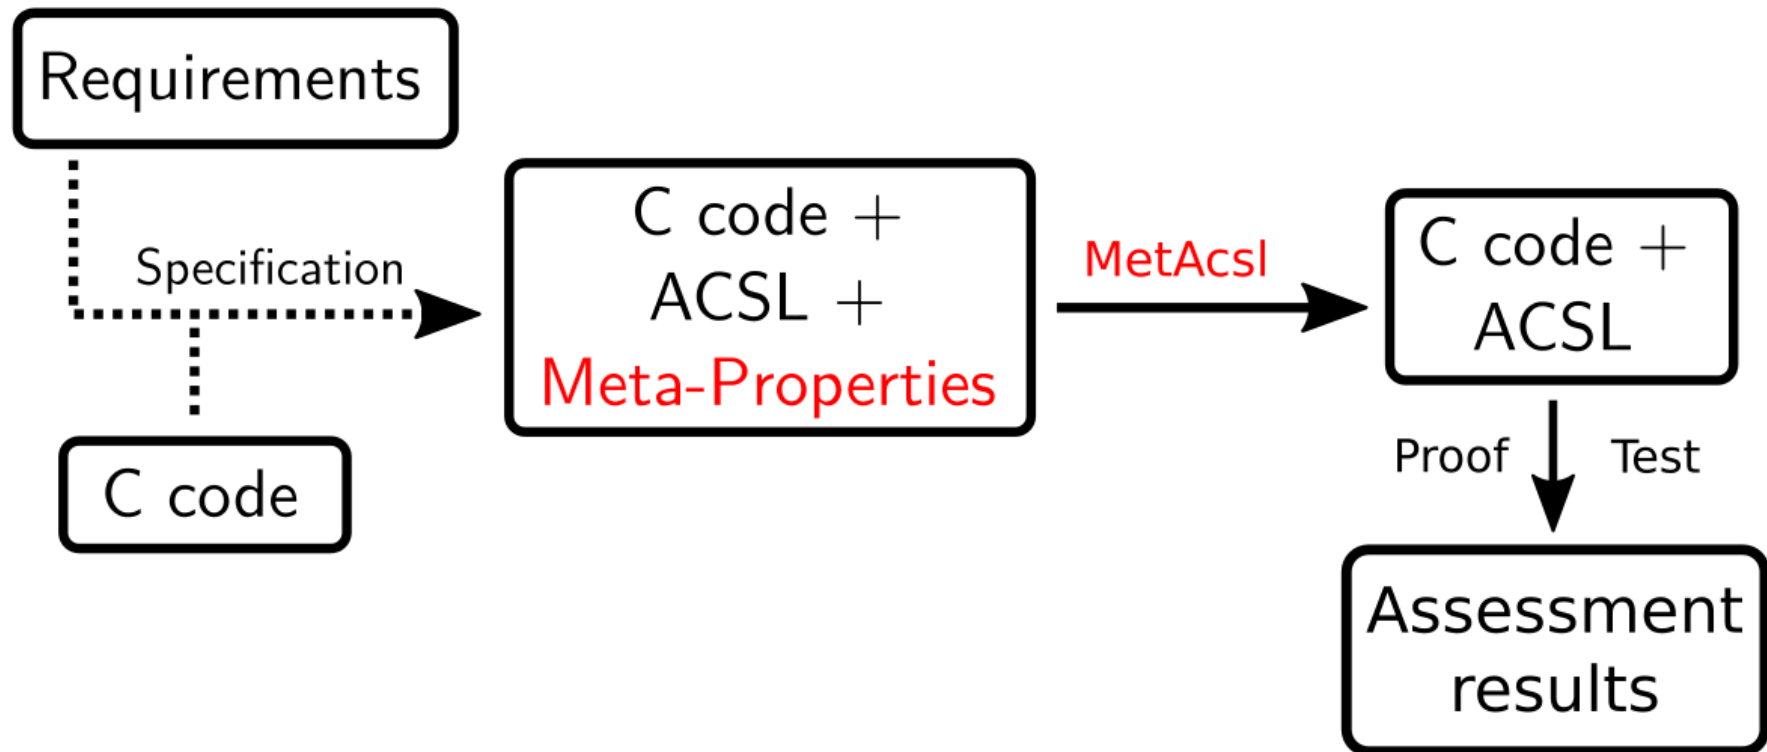 Requirements
Specification
C code
C code +
ACSL +
Meta-Properties
MetAcsl
C code +
ACSL
Proof Test
Assessment
results